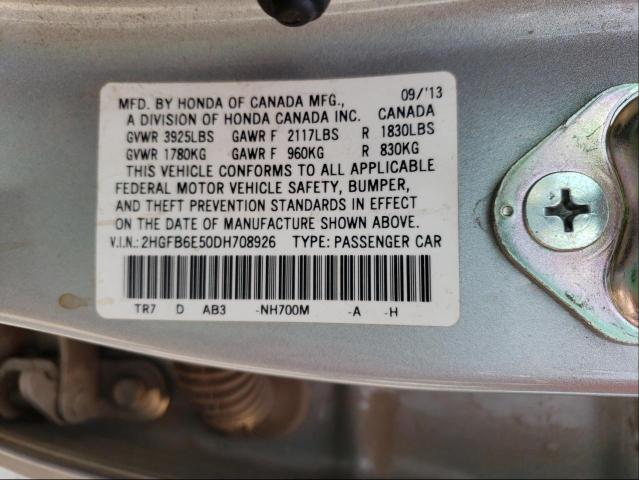 MFD. BY HONDA OF CANADA MFG., 09/'13
A DIVISION OF HONDA CANADA INC. CANADA
GVWR 3925LBS GAWR F 2117LBS R 1830LBS
GVWR 1780KG GAWR F 960KG R 830KG
THIS VEHICLE CONFORMS TO ALL APPLICABLE
FEDERAL MOTOR VEHICLE SAFETY, BUMPER,
AND THEFT PREVENTION STANDARDS IN EFFECT
ON THE DATE OF MANUFACTURE SHOWN ABOVE.
V.I.N.: 2HGFB6E50DH708926 TYPE: PASSENGER CAR
TR7 D AB3 -NH700M -A -H